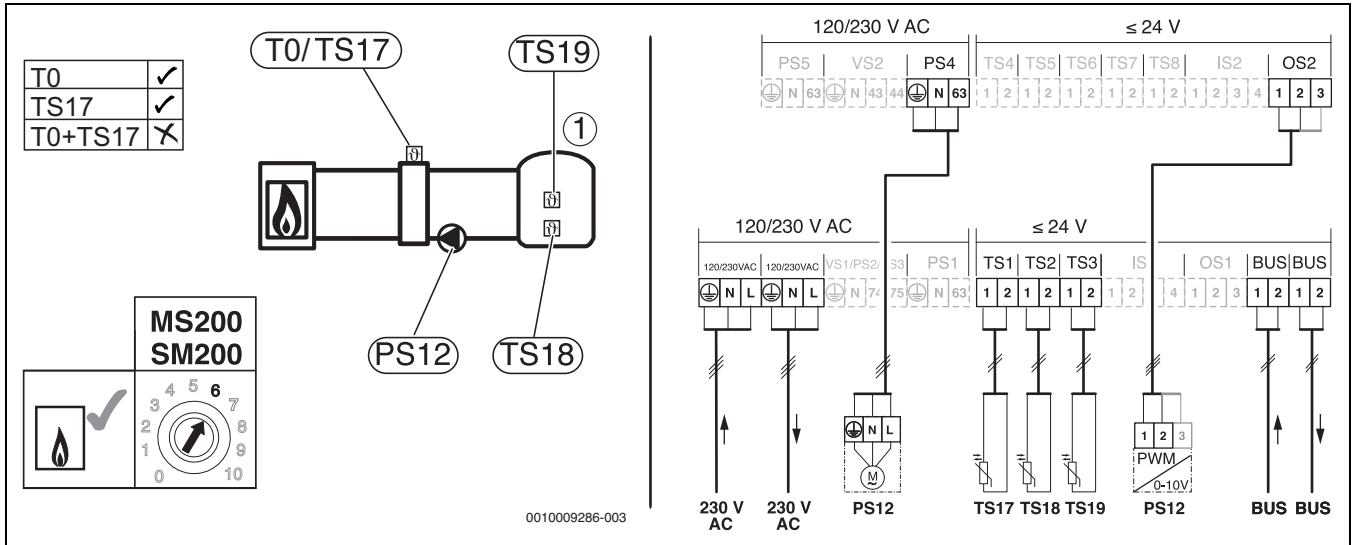 T0 ✓
TS17 ✓
T0+TS17 ✗
T0/TS17
TS19
1
ϑ
ϑ
ϑ
PS12
TS18
MS200
SM200
0 1 2 3 4 5 6 7 8 9 10
0010009286-003
120/230 V AC ≤ 24 V
PS5 VS2 PS4 TS4 TS5 TS6 TS7 TS8 IS2 OS2
N 63 N 43 44 N 63 1 2 1 2 1 2 1 2 1 2 1 2 3 4 1 2 3
120/230 V AC ≤ 24 V
120/230VAC 120/230VAC VS1/PS2/ S3 PS1 TS1 TS2 TS3 IS OS1 BUS BUS
N L N L N 74 75 N 63 1 2 1 2 1 2 1 2 4 1 2 3 1 2 1 2
N L
M
~
1 2 3
PWM
0-10V
230 V
AC
230 V
AC
PS12
TS17 TS18 TS19
PS12
BUS BUS